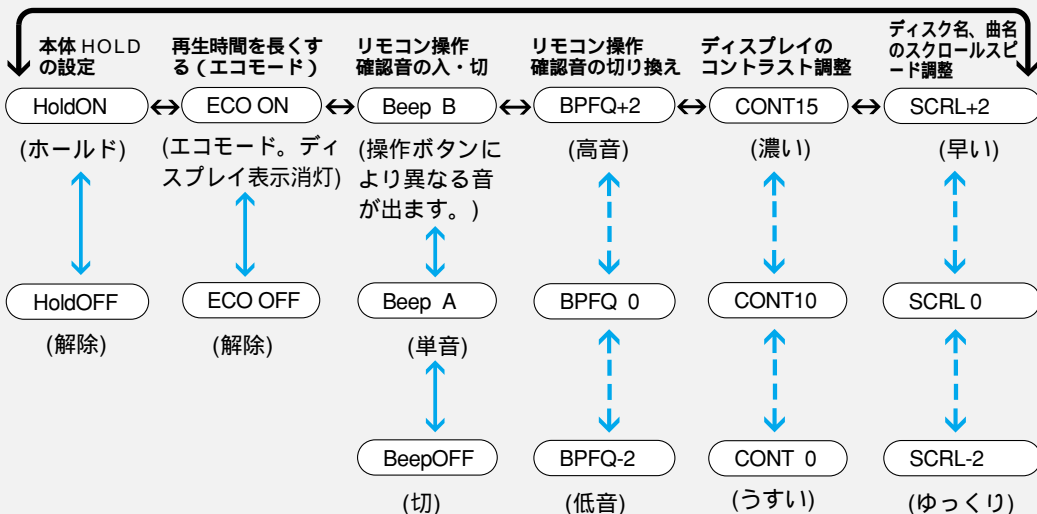 本体HOLD
の設定
再生時間を長くす
る(エコモード)
リモコン操作
確認音の入・切
リモコン操作
確認音の切り換え
ディスプレイの
コントラスト調整
ディスク名、曲名
のスクロールスピ
ード調整
HoldON
ECO ON
Beep B
BPFQ+2
CONT15
SCRL+2
(ホールド)
(エコモード。ディ
スプレイ表示消灯)
(操作ボタンに
より異なる音
が出ます。)
(高音)
(濃い)
(早い)
HoldOFF
ECO OFF
Beep A
BPFQ 0
CONT10
SCRL 0
(解除)
(解除)
(単音)
BeepOFF
BPFQ-2
CONT 0
SCRL-2
(切)
(低音)
(うすい)
(ゆっくり)